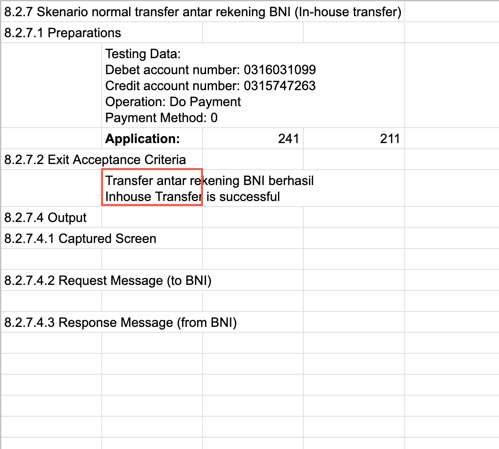 8.2.7 Skenario normal transfer antar rekening BNI (In-house transfer)
8.2.7.1 Preparations
Testing Data:
Debet account number: 0316031099
Credit account number: 0315747263
Operation: Do Payment
Payment Method: 0
Application: 241 211
8.2.7.2 Exit Acceptance Criteria
Transfer antar rekening BNI berhasil
Inhouse Transfer is successful
8.2.7.4 Output
8.2.7.4.1 Captured Screen
8.2.7.4.2 Request Message (to BNI)
8.2.7.4.3 Response Message (from BNI)